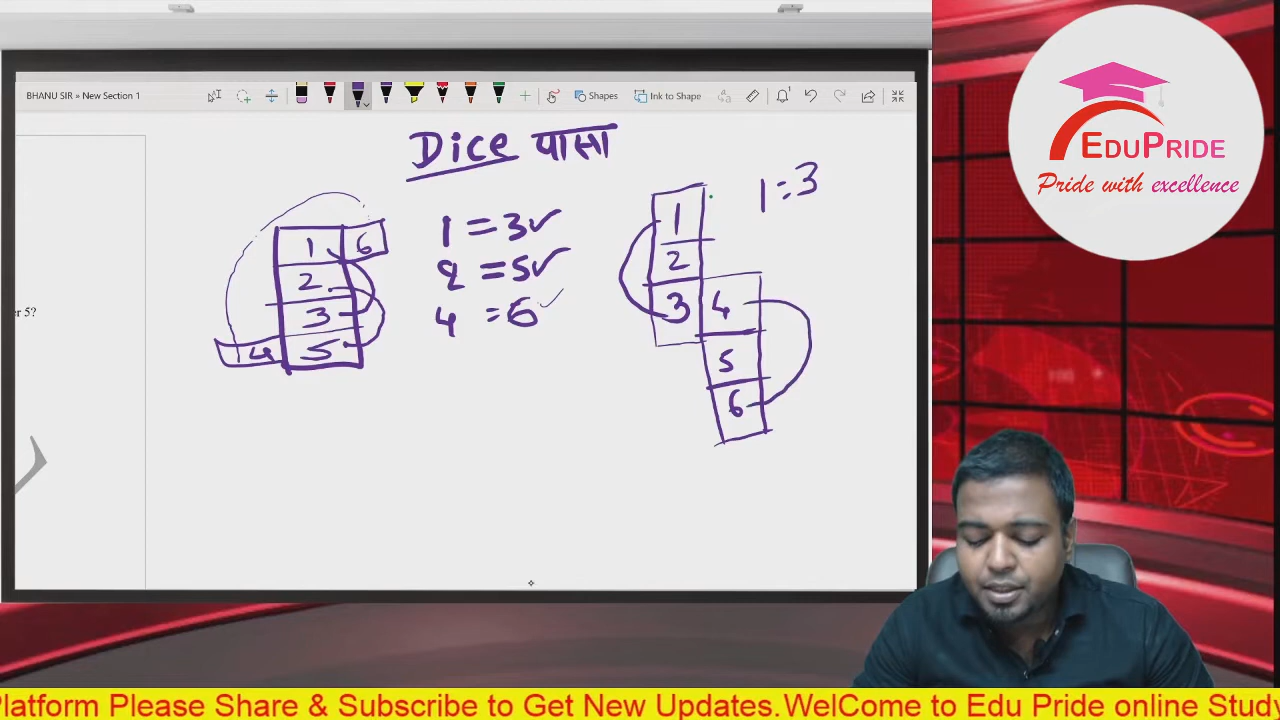 BHANU SIR » New Section 1
Shapes
Ink to Shape
EDUPRIDE
Pride with excellence
Dice पासा
er 5?
1 6
2
3
4 5
1 = 3✓
2 = 5✓
4 = 6✓
1
2
3 4
5
6
1 = 3
Platform Please Share & Subscribe to Get New Updates.WelCome to Edu Pride online Study